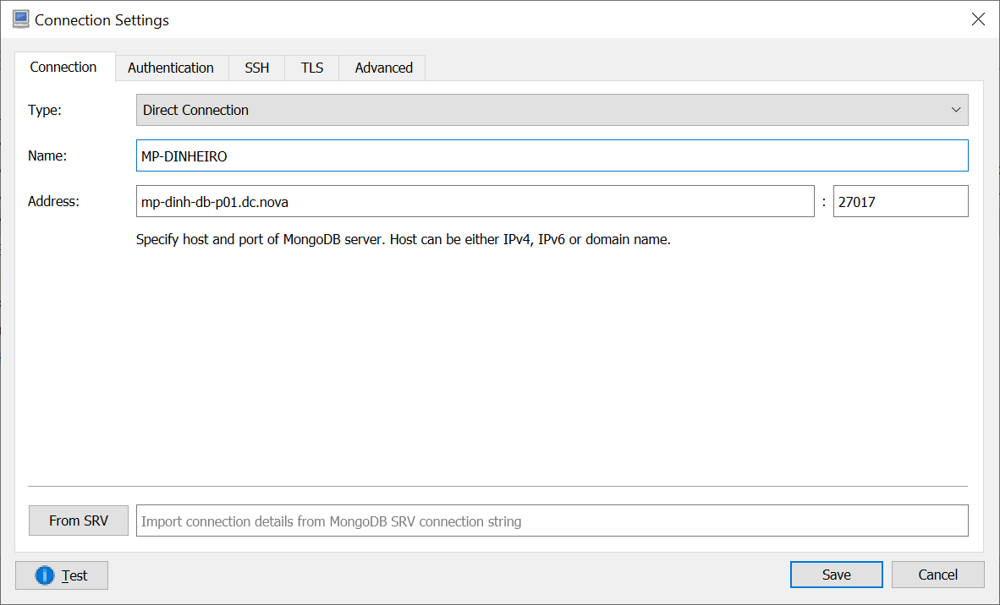 Connection Settings
Connection Authentication SSH TLS Advanced
Type: Direct Connection
Name: MP-DINHEIRO
Address: mp-dinh-db-p01.dc.nova : 27017
Specify host and port of MongoDB server. Host can be either IPv4, IPv6 or domain name.
From SRV Import connection details from MongoDB SRV connection string
Test Save Cancel